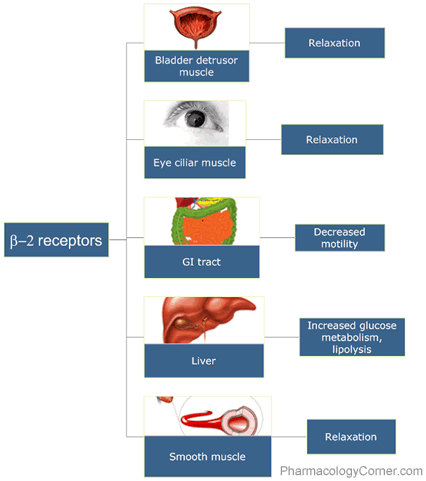 Bladder detrusor
muscle
Relaxation
Eye ciliar muscle
Relaxation
β–2 receptors
GI tract
Decreased
motility
Liver
Increased glucose
metabolism,
lipolysis
Smooth muscle
Relaxation
PharmacologyCorner.com